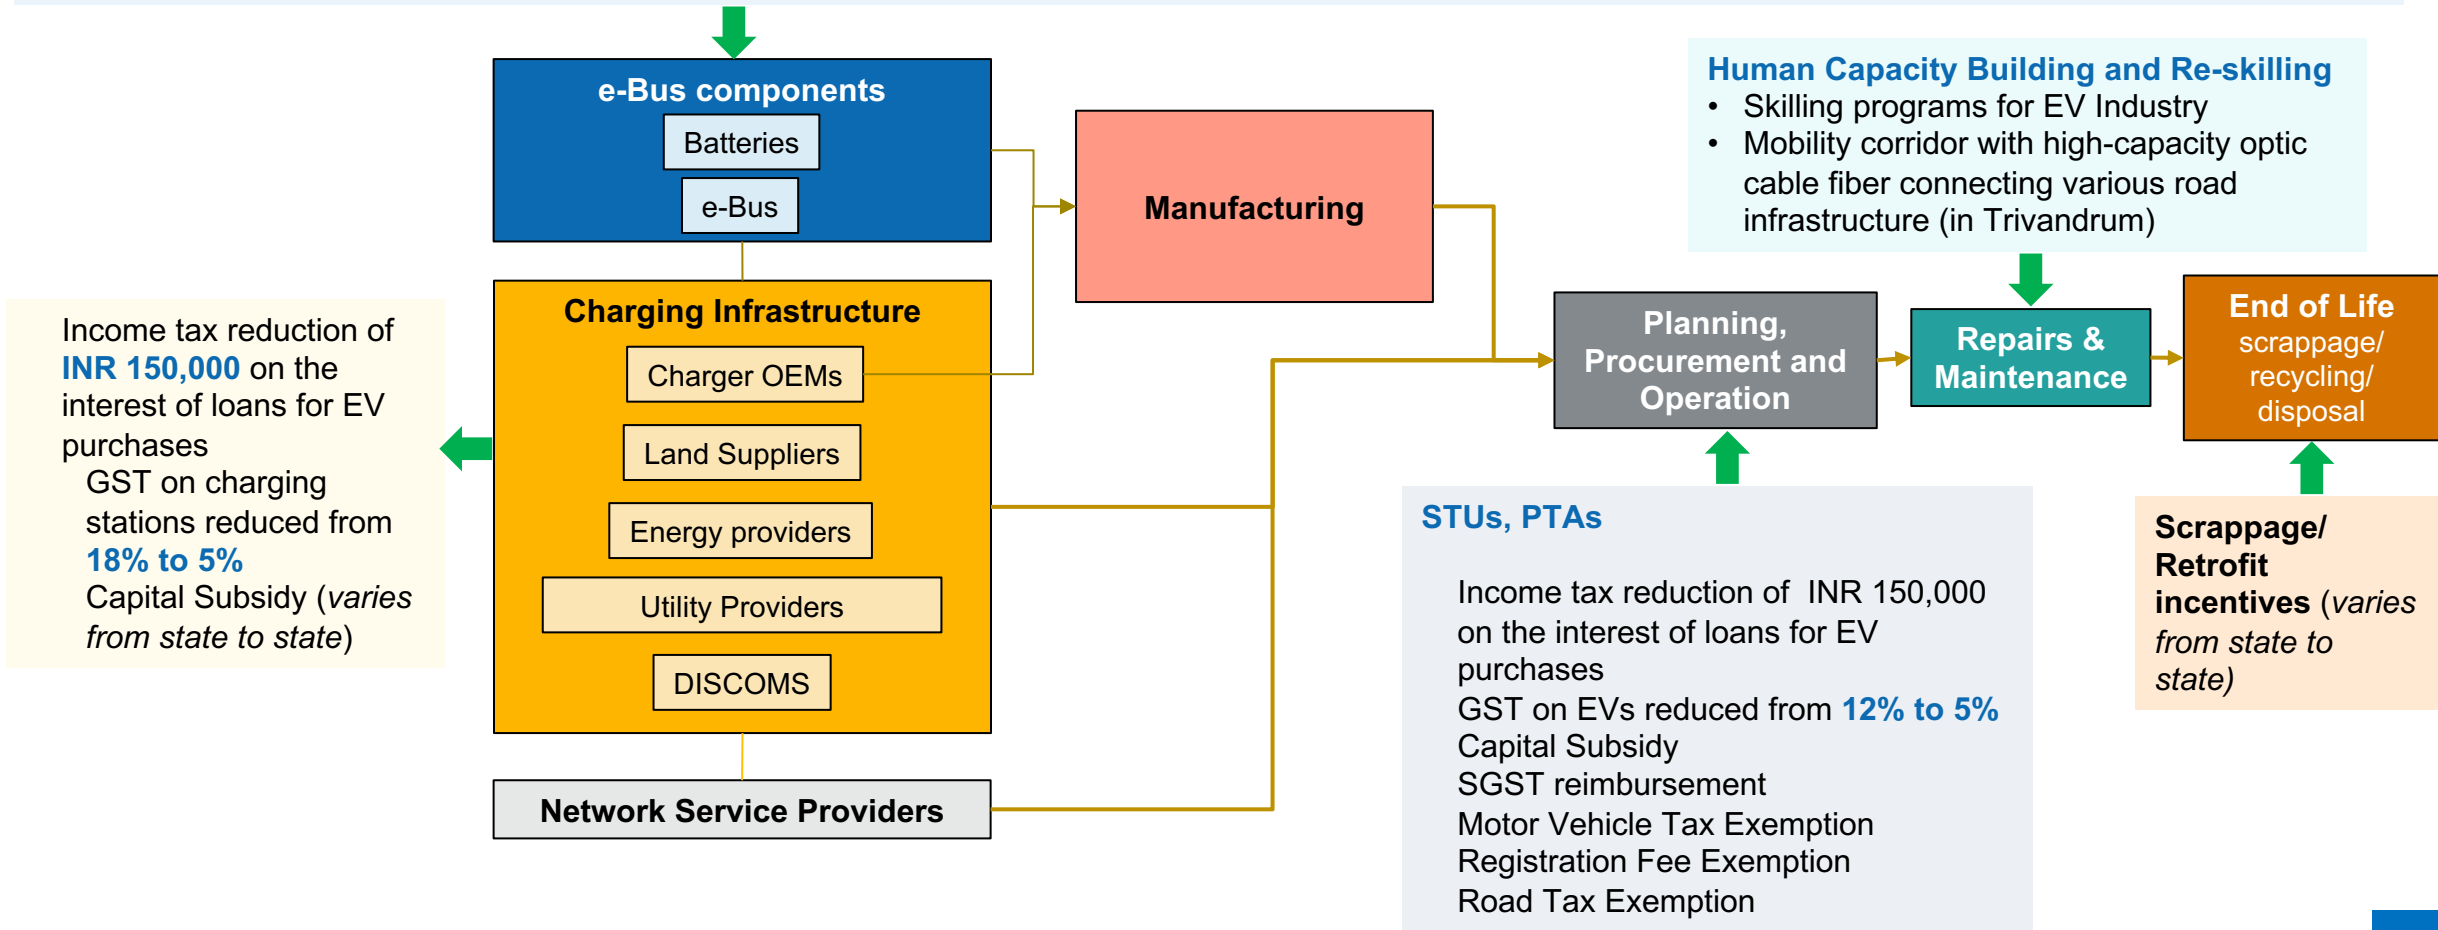 e-Bus components
Batteries
e-Bus
Charging Infrastructure
Charger OEMs
Land Suppliers
Energy providers
Utility Providers
DISCOMS
Network Service Providers
Income tax reduction of
INR 150,000 on the
interest of loans for EV
purchases
GST on charging
stations reduced from
18% to 5%
Capital Subsidy (varies
from state to state)
Manufacturing
Human Capacity Building and Re-skilling
• Skilling programs for EV Industry
• Mobility corridor with high-capacity optic
cable fiber connecting various road
infrastructure (in Trivandrum)
Planning,
Procurement and
Operation
Repairs &
Maintenance
End of Life
scrappage/
recycling/
disposal
STUs, PTAs
Income tax reduction of  INR 150,000
on the interest of loans for EV
purchases
GST on EVs reduced from 12% to 5%
Capital Subsidy
SGST reimbursement
Motor Vehicle Tax Exemption
Registration Fee Exemption
Road Tax Exemption
Scrappage/
Retrofit
incentives (varies
from state to
state)